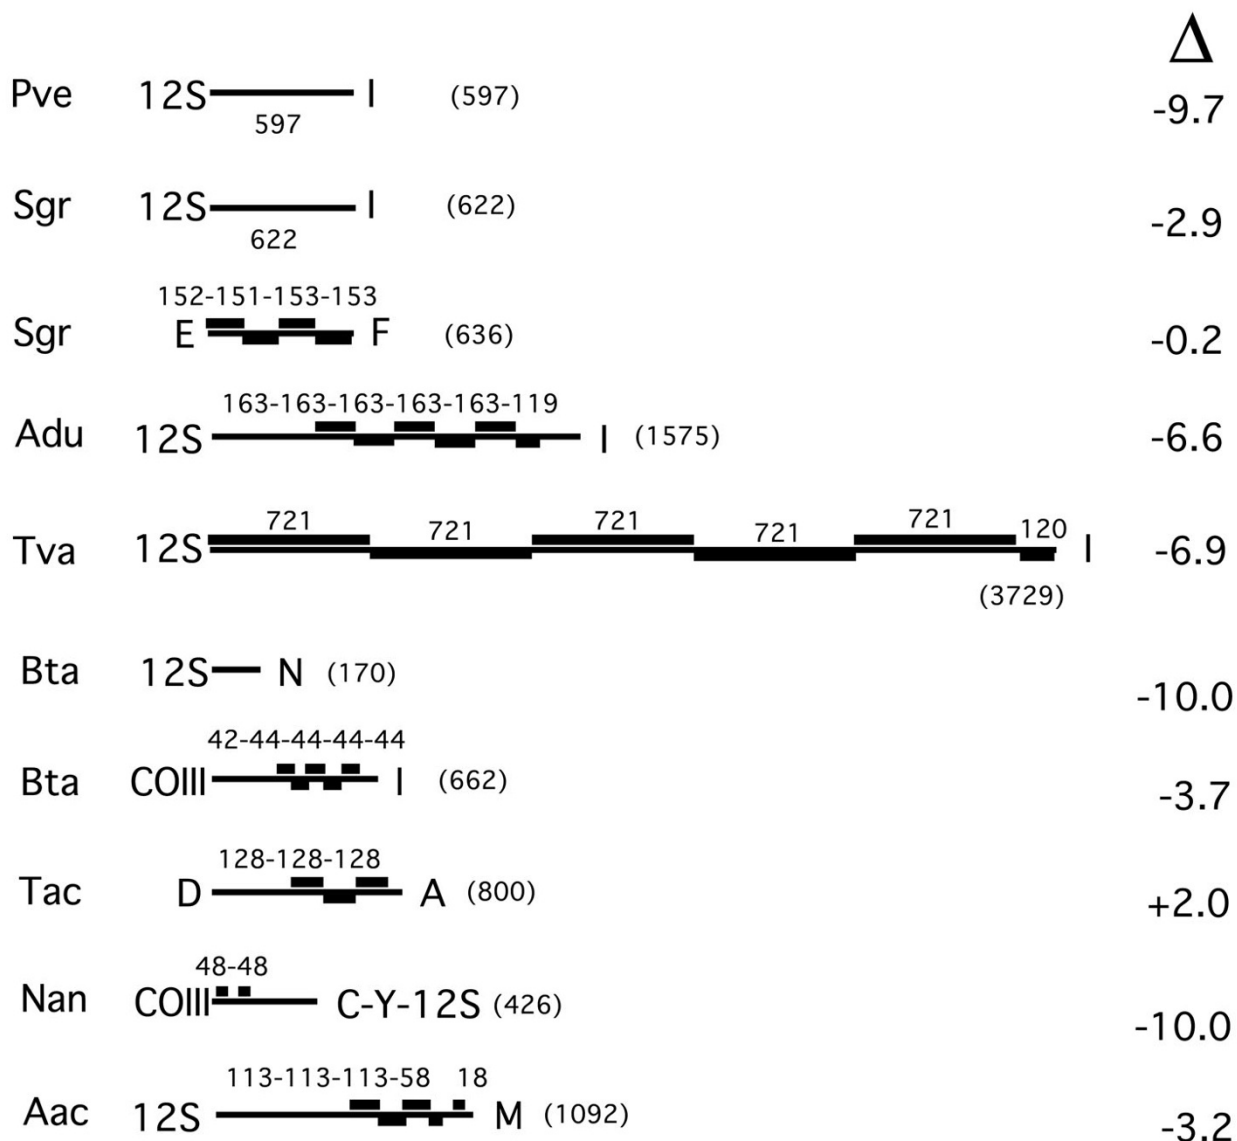 Δ
Pve 12S I (597) -9.7
597
Sgr 12S I (622) -2.9
622
152-151-153-153
Sgr E F (636) -0.2
163-163-163-163-163-119
Adu 12S I (1575) -6.6
721 721 721 721 721 120
Tva 12S I -6.9
(3729)
Bta 12S N (170) -10.0
42-44-44-44-44
Bta COIII I (662) -3.7
128-128-128
Tac D A (800) +2.0
48-48
Nan COIII C-Y-12S (426) -10.0
113-113-113-58 18
Aac 12S M (1092) -3.2